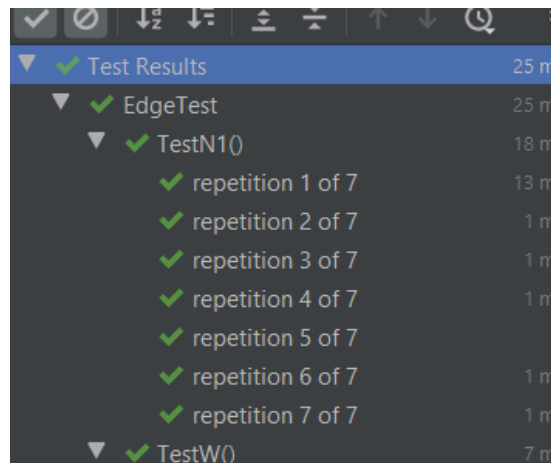 Test Results 25 m
EdgeTest 25 m
TestN1() 18 m
repetition 1 of 7 13 m
repetition 2 of 7 1 m
repetition 3 of 7 1 m
repetition 4 of 7 1 m
repetition 5 of 7
repetition 6 of 7 1 m
repetition 7 of 7 1 m
TestW() 7 m